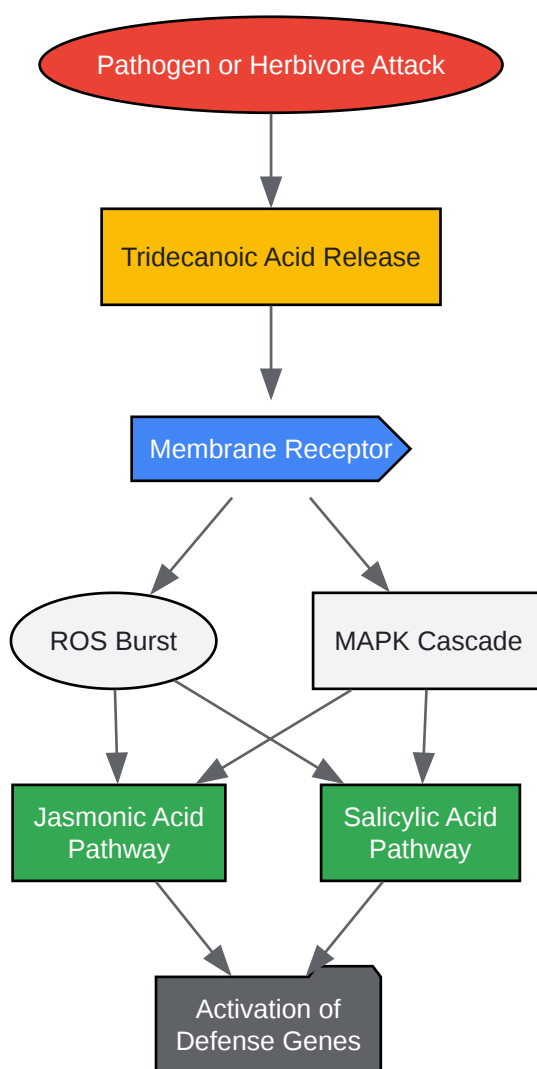 Pathogen or Herbivore Attack
Tridecanoic Acid Release
Membrane Receptor
ROS Burst
MAPK Cascade
Jasmonic Acid
Pathway
Salicylic Acid
Pathway
Activation of
Defense Genes